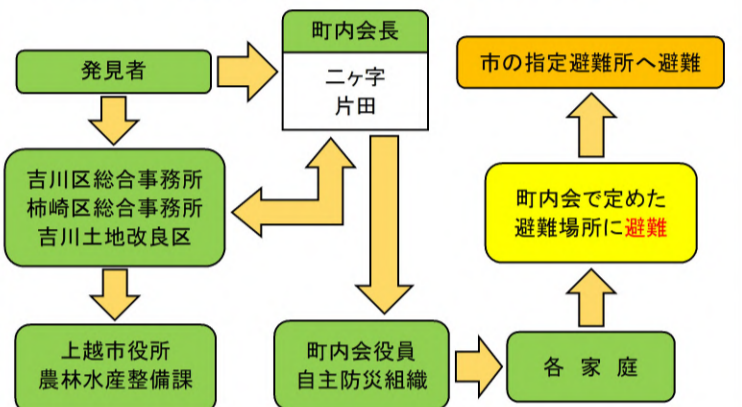 発見者
町内会長
二ヶ字
片田
市の指定避難所へ避難
吉川区総合事務所
柿崎区総合事務所
吉川土地改良区
町内会で定めた
避難場所に避難
上越市役所
農林水産整備課
町内会役員
自主防災組織
各家庭